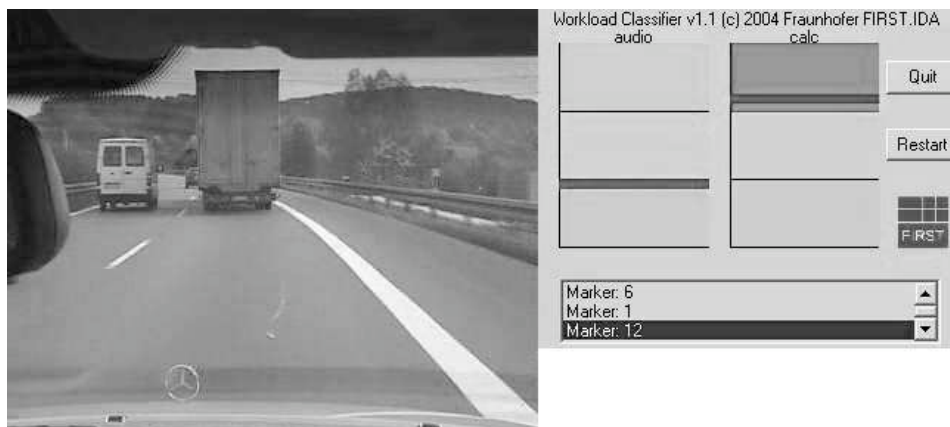 Workload Classifier v1.1 (c) 2004 Fraunhofer FIRST.IDA
audio calc
Quit
Restart
FIRST
Marker: 6
Marker: 1
Marker: 12